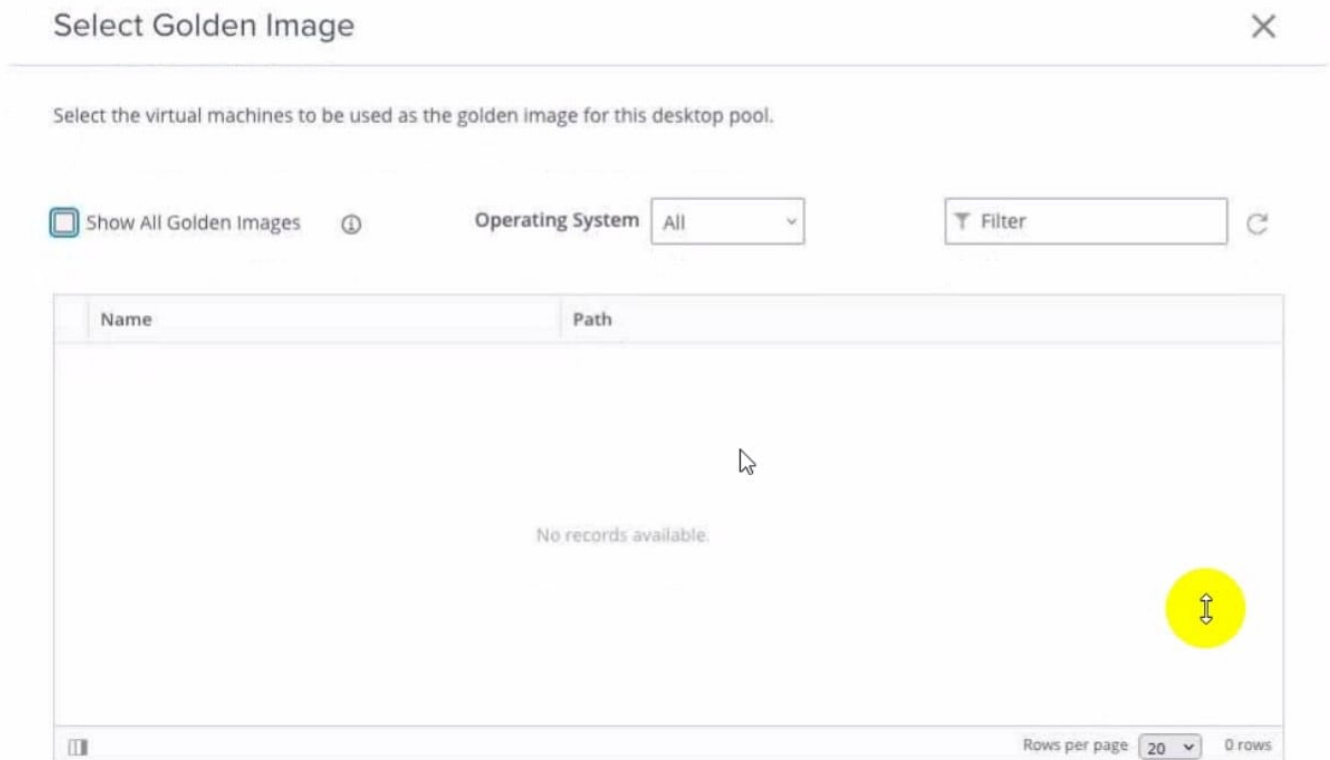 Select Golden Image
Select the virtual machines to be used as the golden image for this desktop pool.
Show All Golden Images Operating System All Filter
Name Path
No records available.
Rows per page 20 0 rows